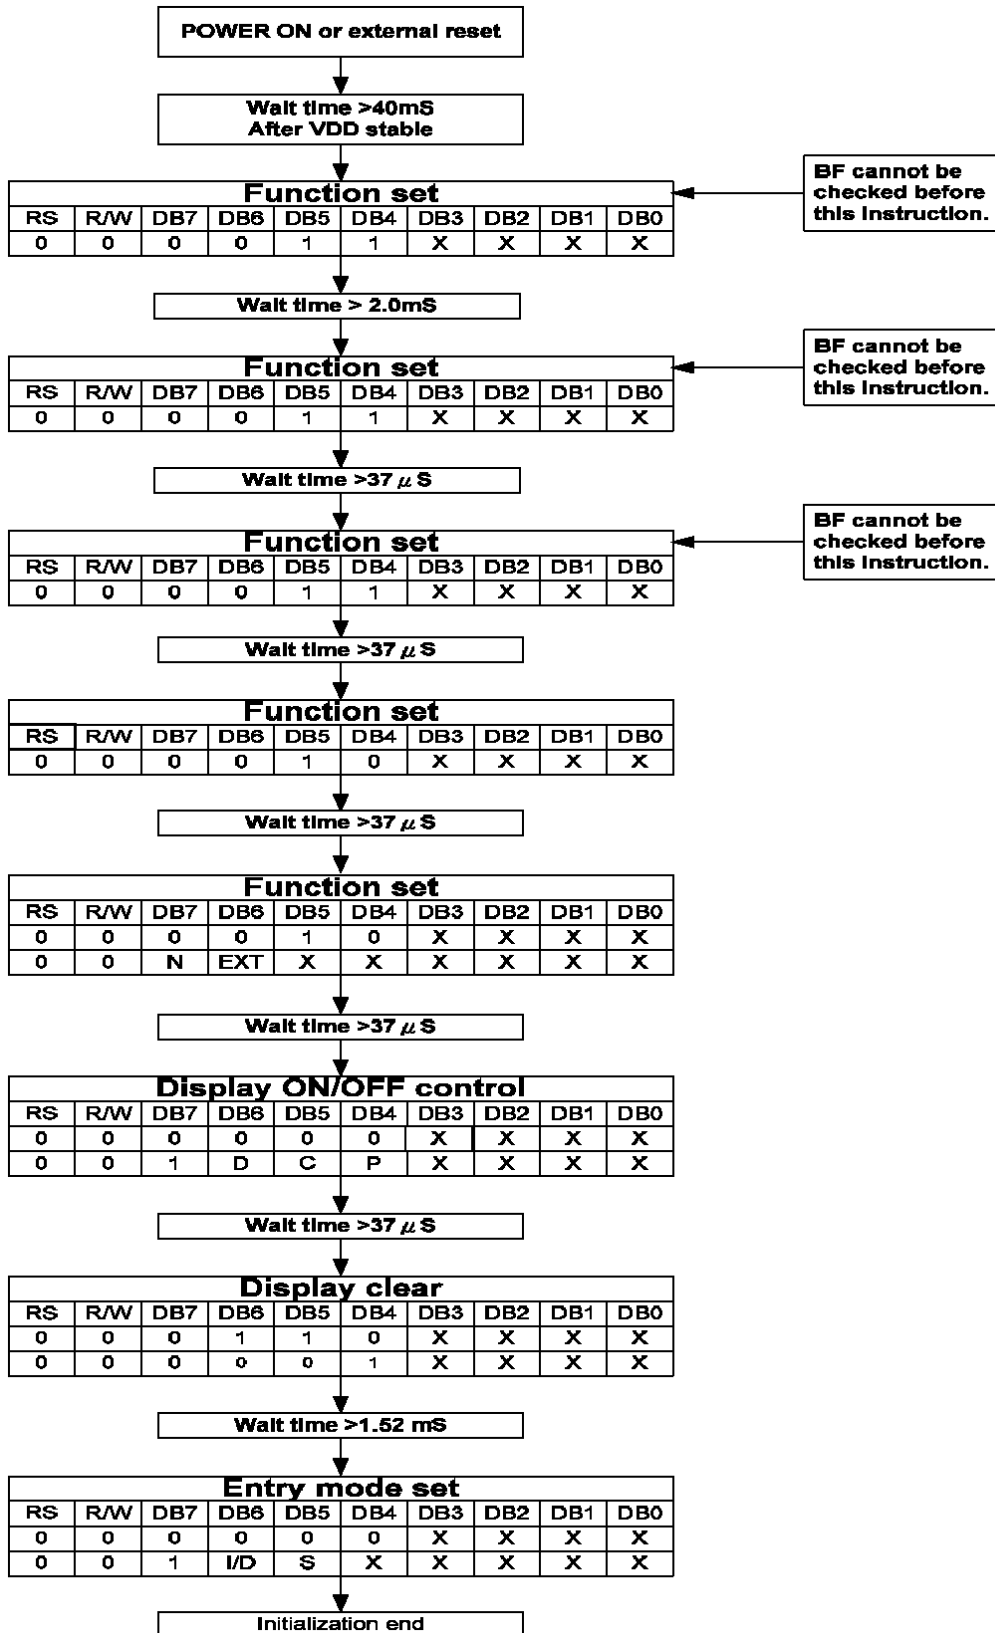 POWER ON or external reset
Wait time >40mS
After VDD stable
BF cannot be
checked before
this instruction.
Function set
RS R/W DB7 DB6 DB5 DB4 DB3 DB2 DB1 DB0
0 0 0 0 1 1 X X X X
Wait time > 2.0mS
BF cannot be
checked before
this instruction.
Function set
RS R/W DB7 DB6 DB5 DB4 DB3 DB2 DB1 DB0
0 0 0 0 1 1 X X X X
Wait time >37 μ S
BF cannot be
checked before
this instruction.
Function set
RS R/W DB7 DB6 DB5 DB4 DB3 DB2 DB1 DB0
0 0 0 0 1 1 X X X X
Wait time >37 μ S
Function set
RS R/W DB7 DB6 DB5 DB4 DB3 DB2 DB1 DB0
0 0 0 0 1 0 X X X X
Wait time >37 μ S
Function set
RS R/W DB7 DB6 DB5 DB4 DB3 DB2 DB1 DB0
0 0 0 0 1 0 X X X X
0 0 N EXT X X X X X X
Wait time >37 μ S
Display ON/OFF control
RS R/W DB7 DB6 DB5 DB4 DB3 DB2 DB1 DB0
0 0 0 0 0 0 X X X X
0 0 1 D C P X X X X
Wait time >37 μ S
Display clear
RS R/W DB7 DB6 DB5 DB4 DB3 DB2 DB1 DB0
0 0 0 1 1 0 X X X X
0 0 0 0 0 1 X X X X
Wait time >1.52 mS
Entry mode set
RS R/W DB7 DB6 DB5 DB4 DB3 DB2 DB1 DB0
0 0 0 0 0 0 X X X X
0 0 1 I/D S X X X X X
Initialization end